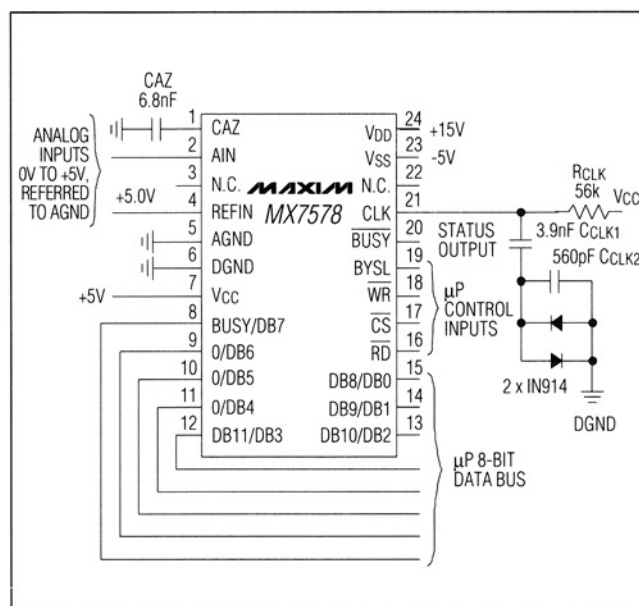 CAZ
6.8nF
ANALOG
INPUTS
0V TO +5V,
REFERRED
TO AGND
+5.0V
+5V
1 CAZ
2 AIN
3 N.C.
4 REFIN
5 AGND
6 DGND
7 VCC
8 BUSY/DB7
9 0/DB6
10 0/DB5
11 0/DB4
12 DB11/DB3
MAXIM
MX7578
VDD 24 +15V
VSS 23 -5V
N.C. 22
CLK 21
BUSY 20
BYSL 19
WR 18
CS 17
RD 16
DB8/DB0 15
DB9/DB1 14
DB10/DB2 13
STATUS
OUTPUT
µP
CONTROL
INPUTS
µP 8-BIT
DATA BUS
RCLK
56k
VCC
3.9nF CCLK1
560pF CCLK2
2 x IN914
DGND